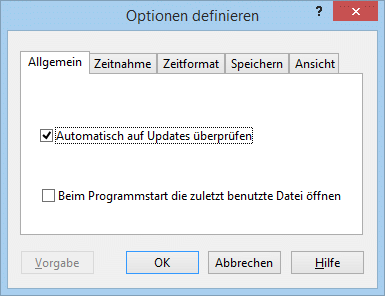 Optionen definieren
?
Allgemein Zeitnahme Zeitformat Speichern Ansicht
Automatisch auf Updates überprüfen
Beim Programmstart die zuletzt benutzte Datei öffnen
Vorgabe OK Abbrechen Hilfe